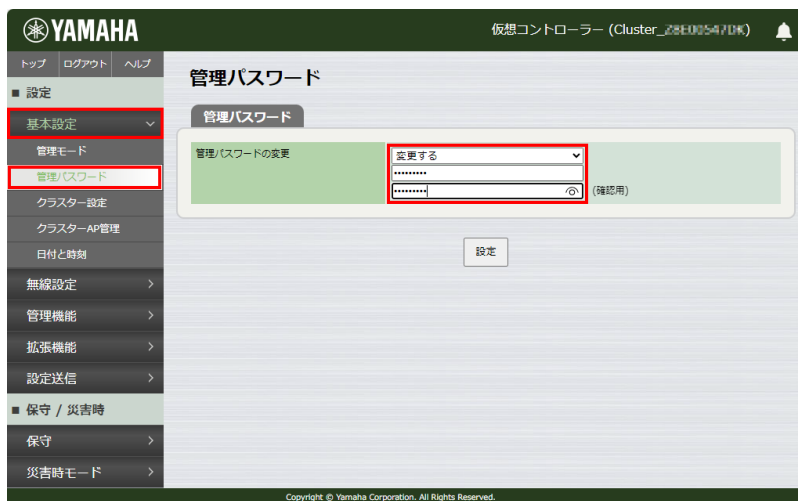 YAMAHA
仮想コントローラー (Cluster_
トップ ログアウト ヘルプ
■ 設定
基本設定
管理モード
管理パスワード
クラスター設定
クラスターAP管理
日付と時刻
無線設定
管理機能
拡張機能
設定送信
■ 保守 / 災害時
保守
災害時モード
管理パスワード
管理パスワード
管理パスワードの変更
変更する
•••••••••
•••••••••
(確認用)
設定
Copyright © Yamaha Corporation. All Rights Reserved.